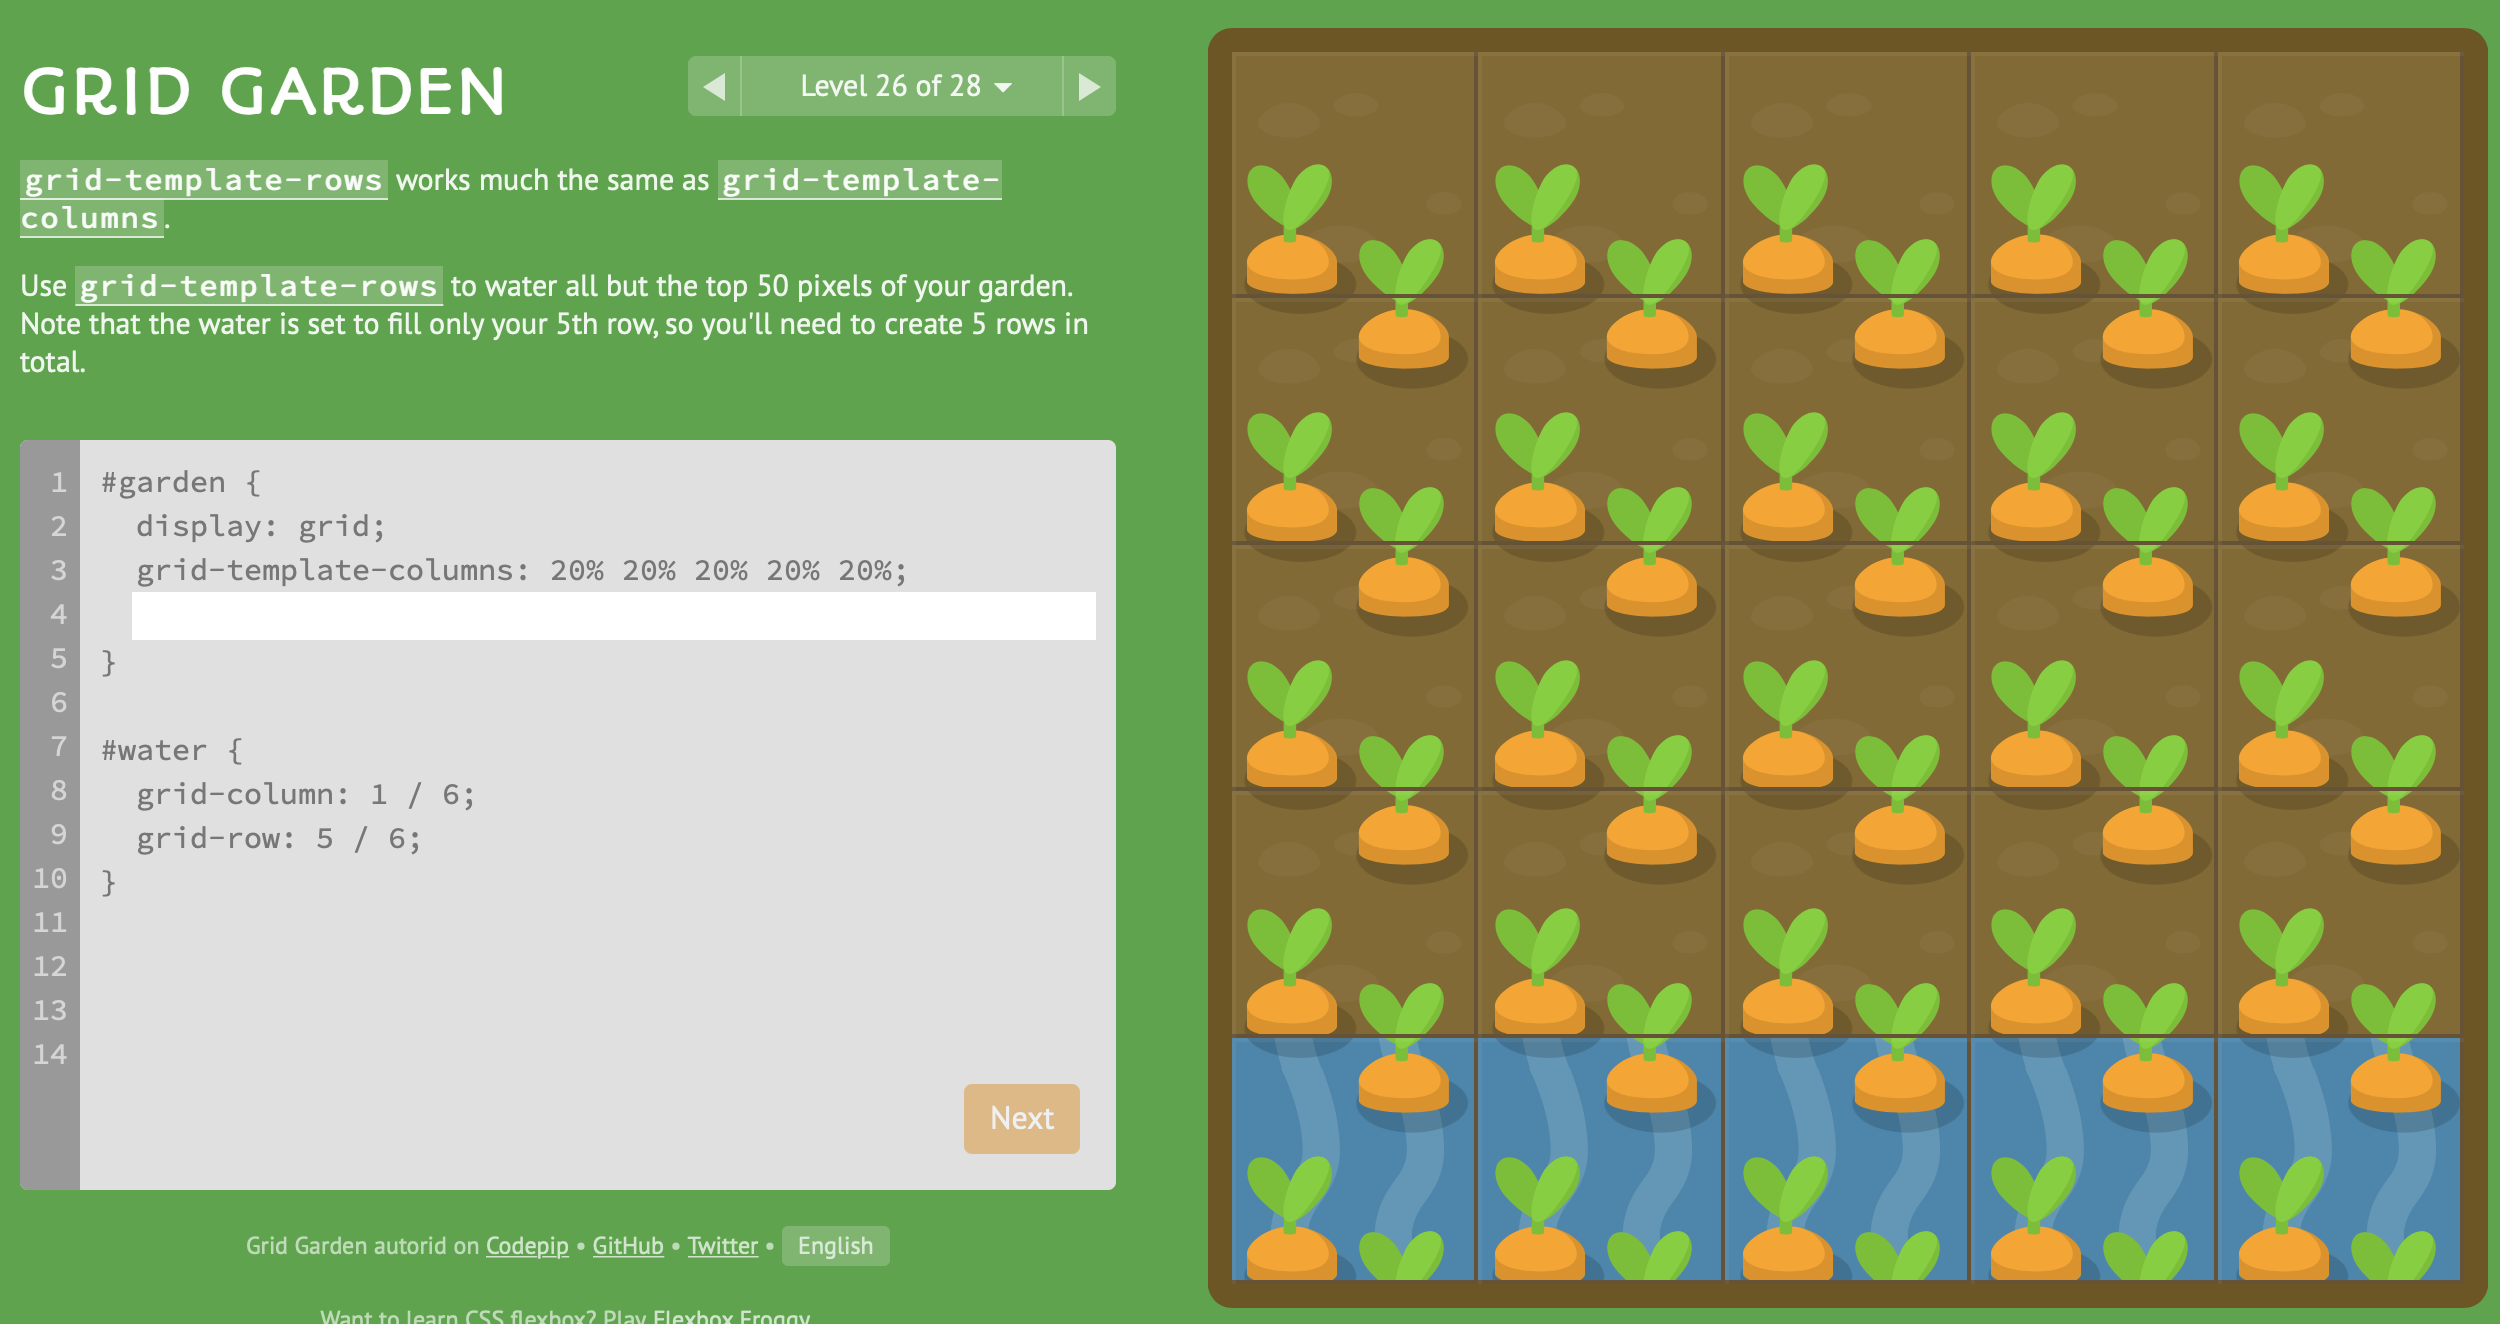 GRID GARDEN
Level 26 of 28
grid-template-rows works much the same as grid-template-
columns.
Use grid-template-rows to water all but the top 50 pixels of your garden.
Note that the water is set to fill only your 5th row, so you'll need to create 5 rows in
total.
1 #garden {
2 display: grid;
3 grid-template-columns: 20% 20% 20% 20% 20%;
4
5 }
6
7 #water {
8 grid-column: 1 / 6;
9 grid-row: 5 / 6;
10 }
11
12
13
14
Next
Grid Garden autorid on Codepip • GitHub • Twitter • English
Want to learn CSS flexbox? Play Flexbox Froggy